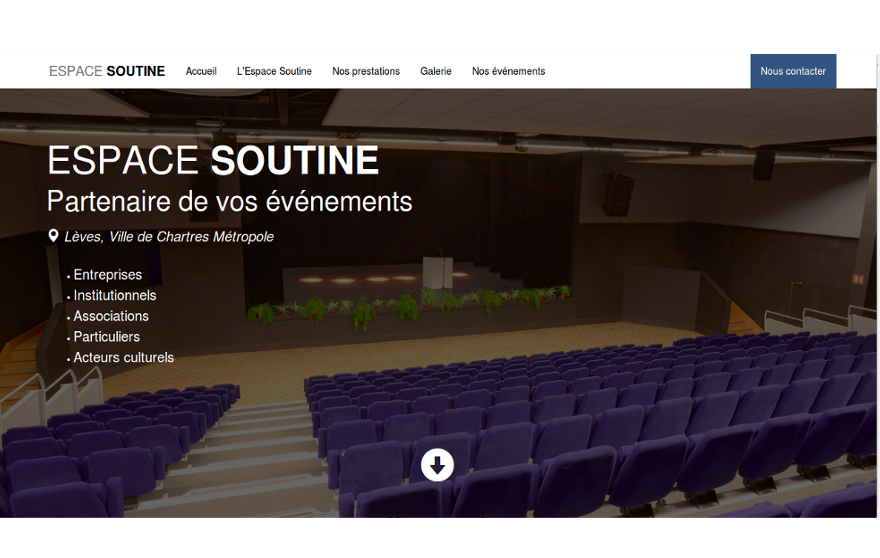 ESPACE SOUTINE
Accueil
L'Espace Soutine
Nos prestations
Galerie
Nos événements
Nous contacter
ESPACE SOUTINE
Partenaire de vos événements
Lèves, Ville de Chartres Métropole
• Entreprises
• Institutionnels
• Associations
• Particuliers
• Acteurs culturels